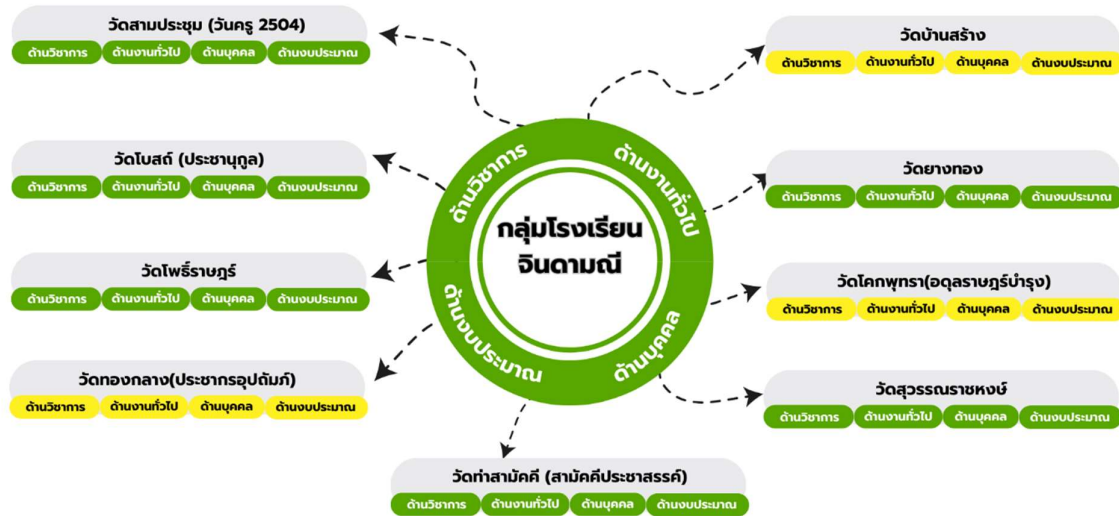 วัดสามประชุม (วันครู 2504)
ด้านวิชาการ ด้านงานทั่วไป ด้านบุคคล ด้านงบประมาณ
วัดบ้านสร้าง
ด้านวิชาการ ด้านงานทั่วไป ด้านบุคคล ด้านงบประมาณ
วัดโบสถ์ (ประชานุกูล)
ด้านวิชาการ ด้านงานทั่วไป ด้านบุคคล ด้านงบประมาณ
วัดยางทอง
ด้านวิชาการ ด้านงานทั่วไป ด้านบุคคล ด้านงบประมาณ
ด้านวิชาการ
ด้านงานทั่วไป
กลุ่มโรงเรียน
จินดามณี
ด้านงบประมาณ
ด้านบุคคล
วัดโพธิ์ราษฎร์
ด้านวิชาการ ด้านงานทั่วไป ด้านบุคคล ด้านงบประมาณ
วัดโคกพุทรา(อดุลราษฎร์บำรุง)
ด้านวิชาการ ด้านงานทั่วไป ด้านบุคคล ด้านงบประมาณ
วัดทองกลาง(ประชากรอุปถัมภ์)
ด้านวิชาการ ด้านงานทั่วไป ด้านบุคคล ด้านงบประมาณ
วัดสุวรรณราชหงษ์
ด้านวิชาการ ด้านงานทั่วไป ด้านบุคคล ด้านงบประมาณ
วัดท่าสามัคคี (สามัคคีประชาสรรค์)
ด้านวิชาการ ด้านงานทั่วไป ด้านบุคคล ด้านงบประมาณ